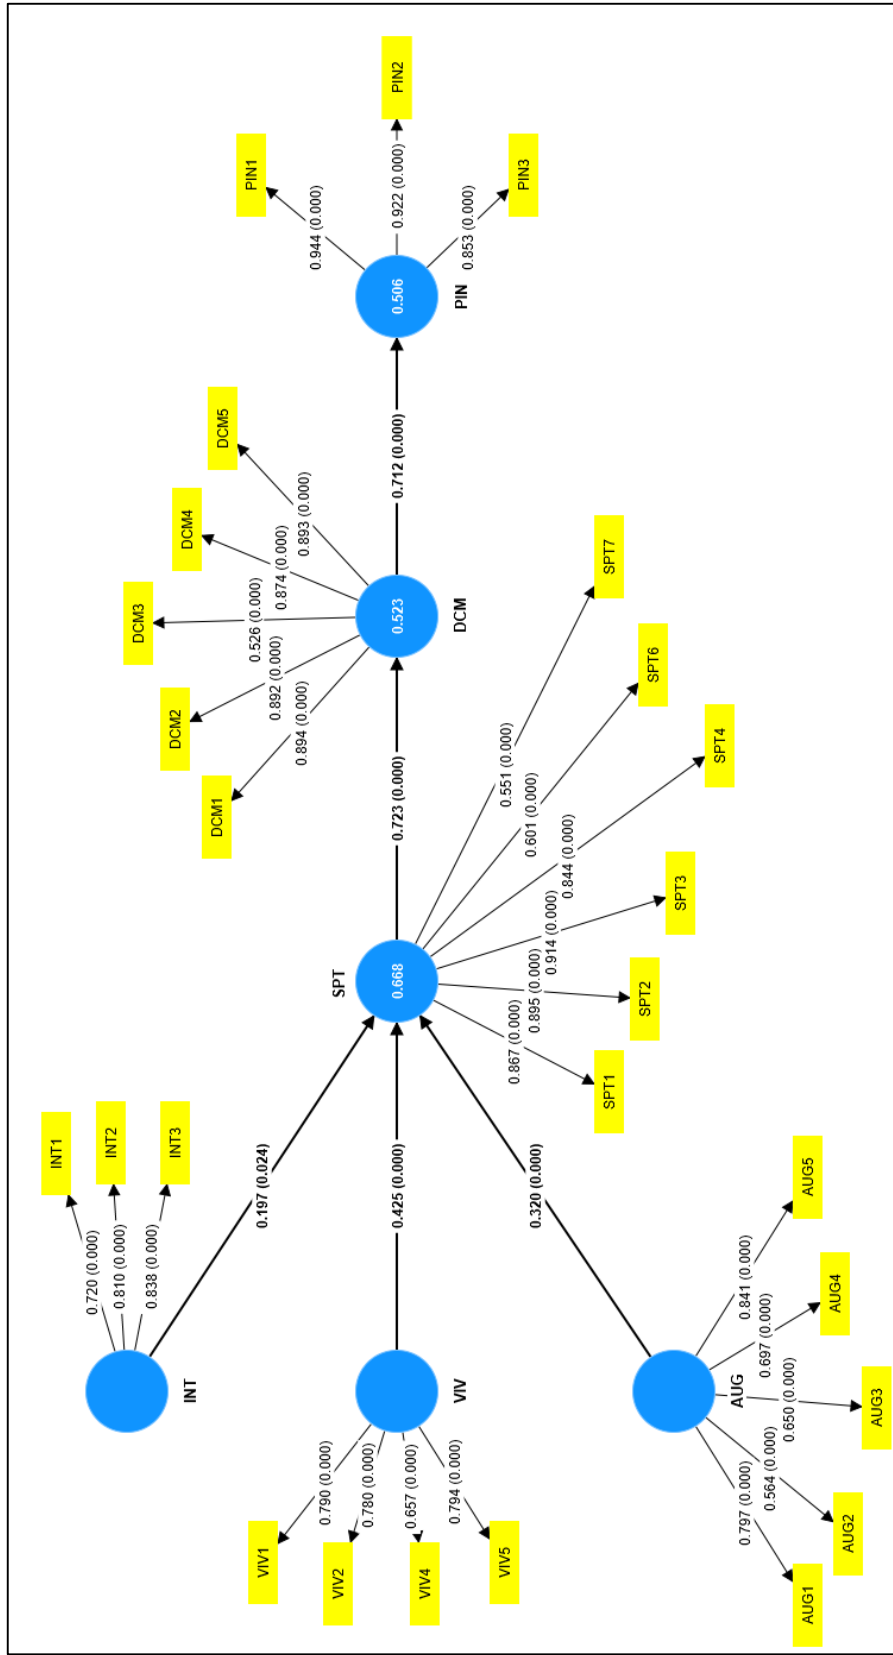 INT1
INT2
INT3
0.720 (0.000)
0.810 (0.000)
0.838 (0.000)
INT
0.197 (0.024)
VIV1
VIV2
VIV4
VIV5
0.790 (0.000)
0.780 (0.000)
0.657 (0.000)
0.794 (0.000)
VIV
0.425 (0.000)
AUG1
AUG2
AUG3
AUG4
AUG5
0.797 (0.000)
0.564 (0.000)
0.650 (0.000)
0.697 (0.000)
0.841 (0.000)
AUG
0.320 (0.000)
SPT
0.668
0.867 (0.000)
0.895 (0.000)
0.914 (0.000)
0.844 (0.000)
0.601 (0.000)
0.551 (0.000)
SPT1
SPT2
SPT3
SPT4
SPT6
SPT7
0.723 (0.000)
DCM1
DCM2
DCM3
DCM4
DCM5
0.894 (0.000)
0.892 (0.000)
0.526 (0.000)
0.874 (0.000)
0.893 (0.000)
0.523
DCM
0.712 (0.000)
PIN1
PIN2
PIN3
0.944 (0.000)
0.922 (0.000)
0.853 (0.000)
0.506
PIN